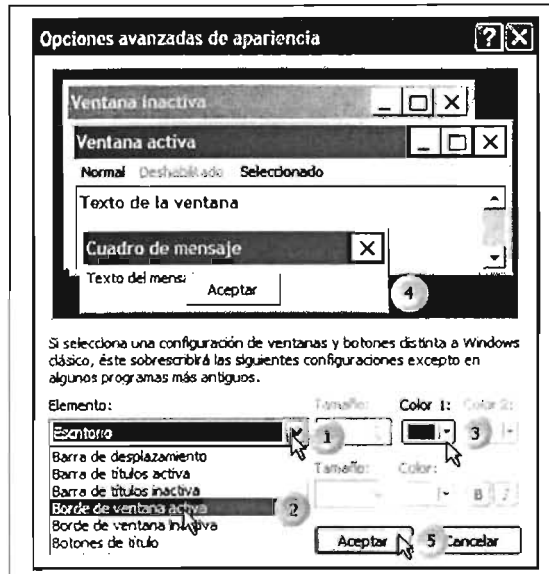 Opciones avanzadas de apariencia
Ventana inactiva
Ventana activa
Normal Deshabilitado Seleccionado
Texto de la ventana
Cuadro de mensaje
Texto del mens
Aceptar
4
Si selecciona una configuración de ventanas y botones distinta a Windows
clásico, éste sobrescribirá las siguientes configuraciones excepto en
algunos programas más antiguos.
Elemento: Tamaño: Color 1: Color 2:
Escritorio 1 3
Barra de desplazamiento Tamaño: Color:
Barra de títulos activa
Barra de títulos inactiva
Borde de ventana activa 2 B I
Borde de ventana inactiva
Botones de título Aceptar 5 Cancelar